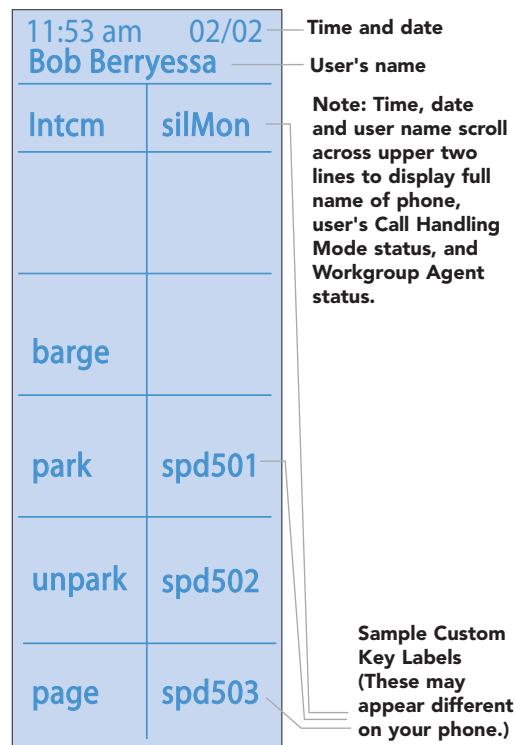 11:53 am 02/02
Bob Berryessa
Intcm silMon
barge
park spd501
unpark spd502
page spd503
Time and date
User's name
Note: Time, date
and user name scroll
across upper two
lines to display full
name of phone,
user's Call Handling
Mode status, and
Workgroup Agent
status.
Sample Custom
Key Labels
(These may
appear different
on your phone.)